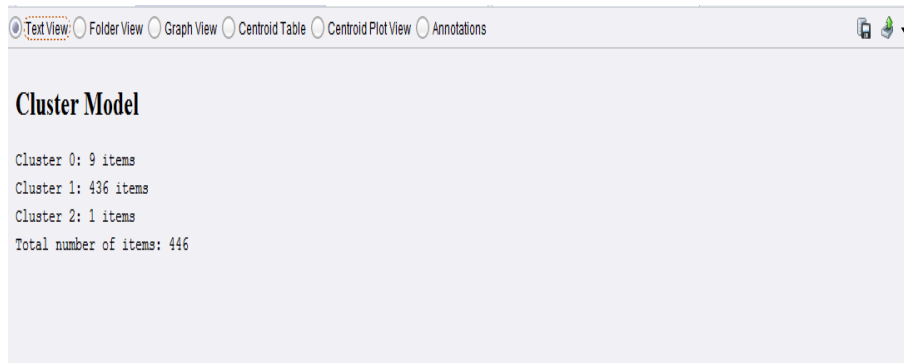 Text View Folder View Graph View Centroid Table Centroid Plot View Annotations
Cluster Model
Cluster 0: 9 items
Cluster 1: 436 items
Cluster 2: 1 items
Total number of items: 446